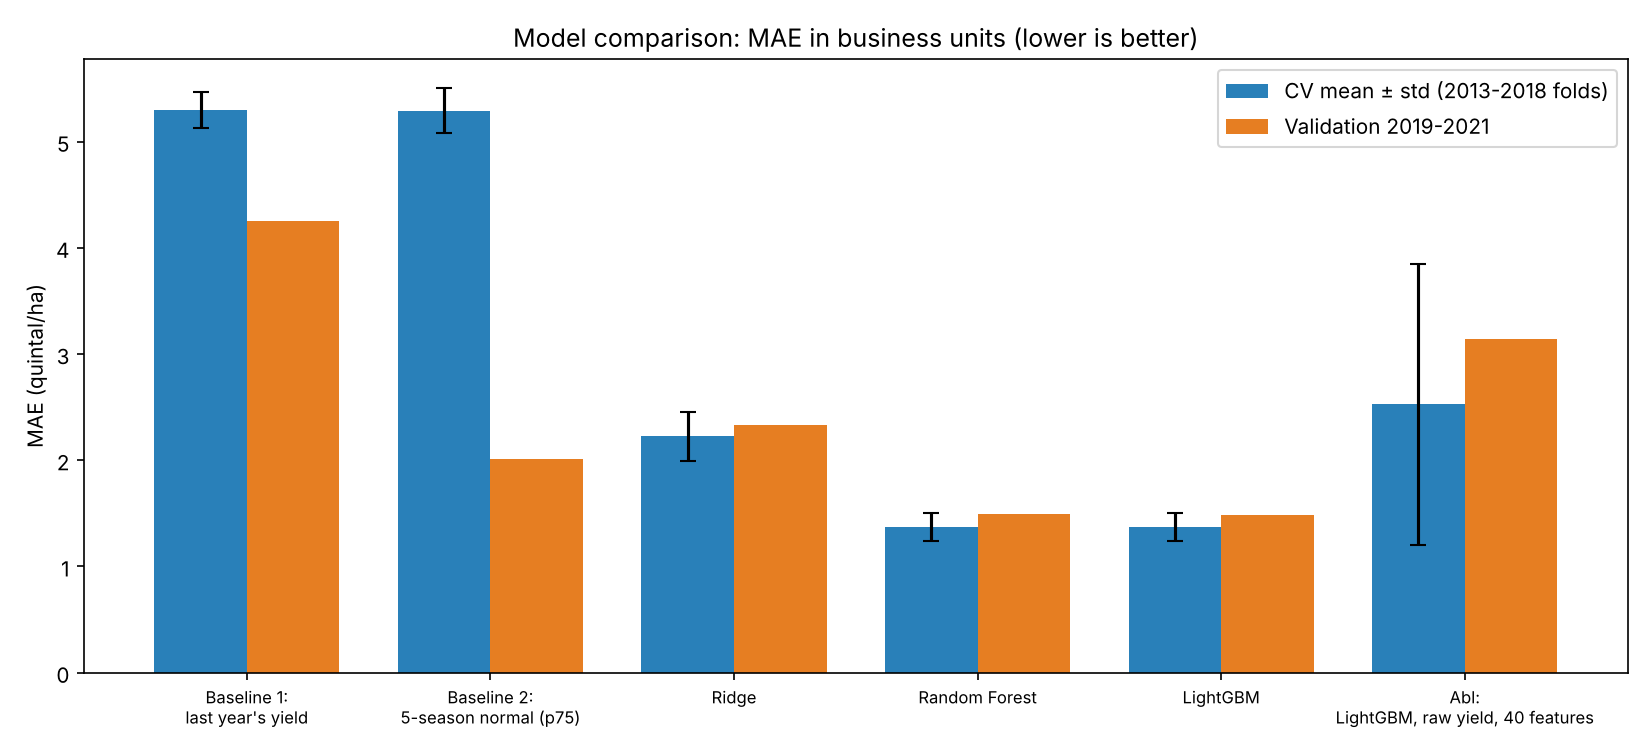 Model comparison: MAE in business units (lower is better)
CV mean ± std (2013-2018 folds)
Validation 2019-2021
MAE (quintal/ha)
5
4
3
2
1
0
Baseline 1:
last year's yield
Baseline 2:
5-season normal (p75)
Ridge
Random Forest
LightGBM
Abl:
LightGBM, raw yield, 40 features